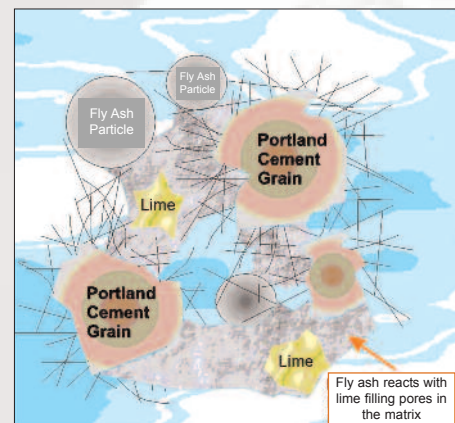 Fly Ash
Particle
Fly Ash
Particle
Portland
Cement
Grain
Lime
Portland
Cement
Grain
Lime
Fly ash reacts with
lime filling pores in
the matrix